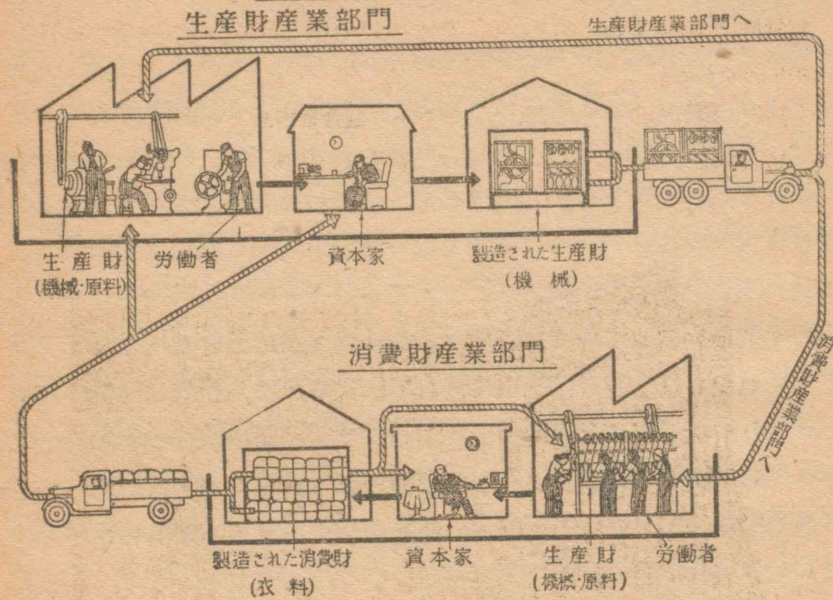 生産財産業部門
生産財産業部門へ
生産財
(機械・原料)
労働者
資本家
製造された生産財
(機械)
消費財産業部門
消費財産業部門へ
製造された消費財
(衣料)
資本家
生産財
(機械・原料)
労働者